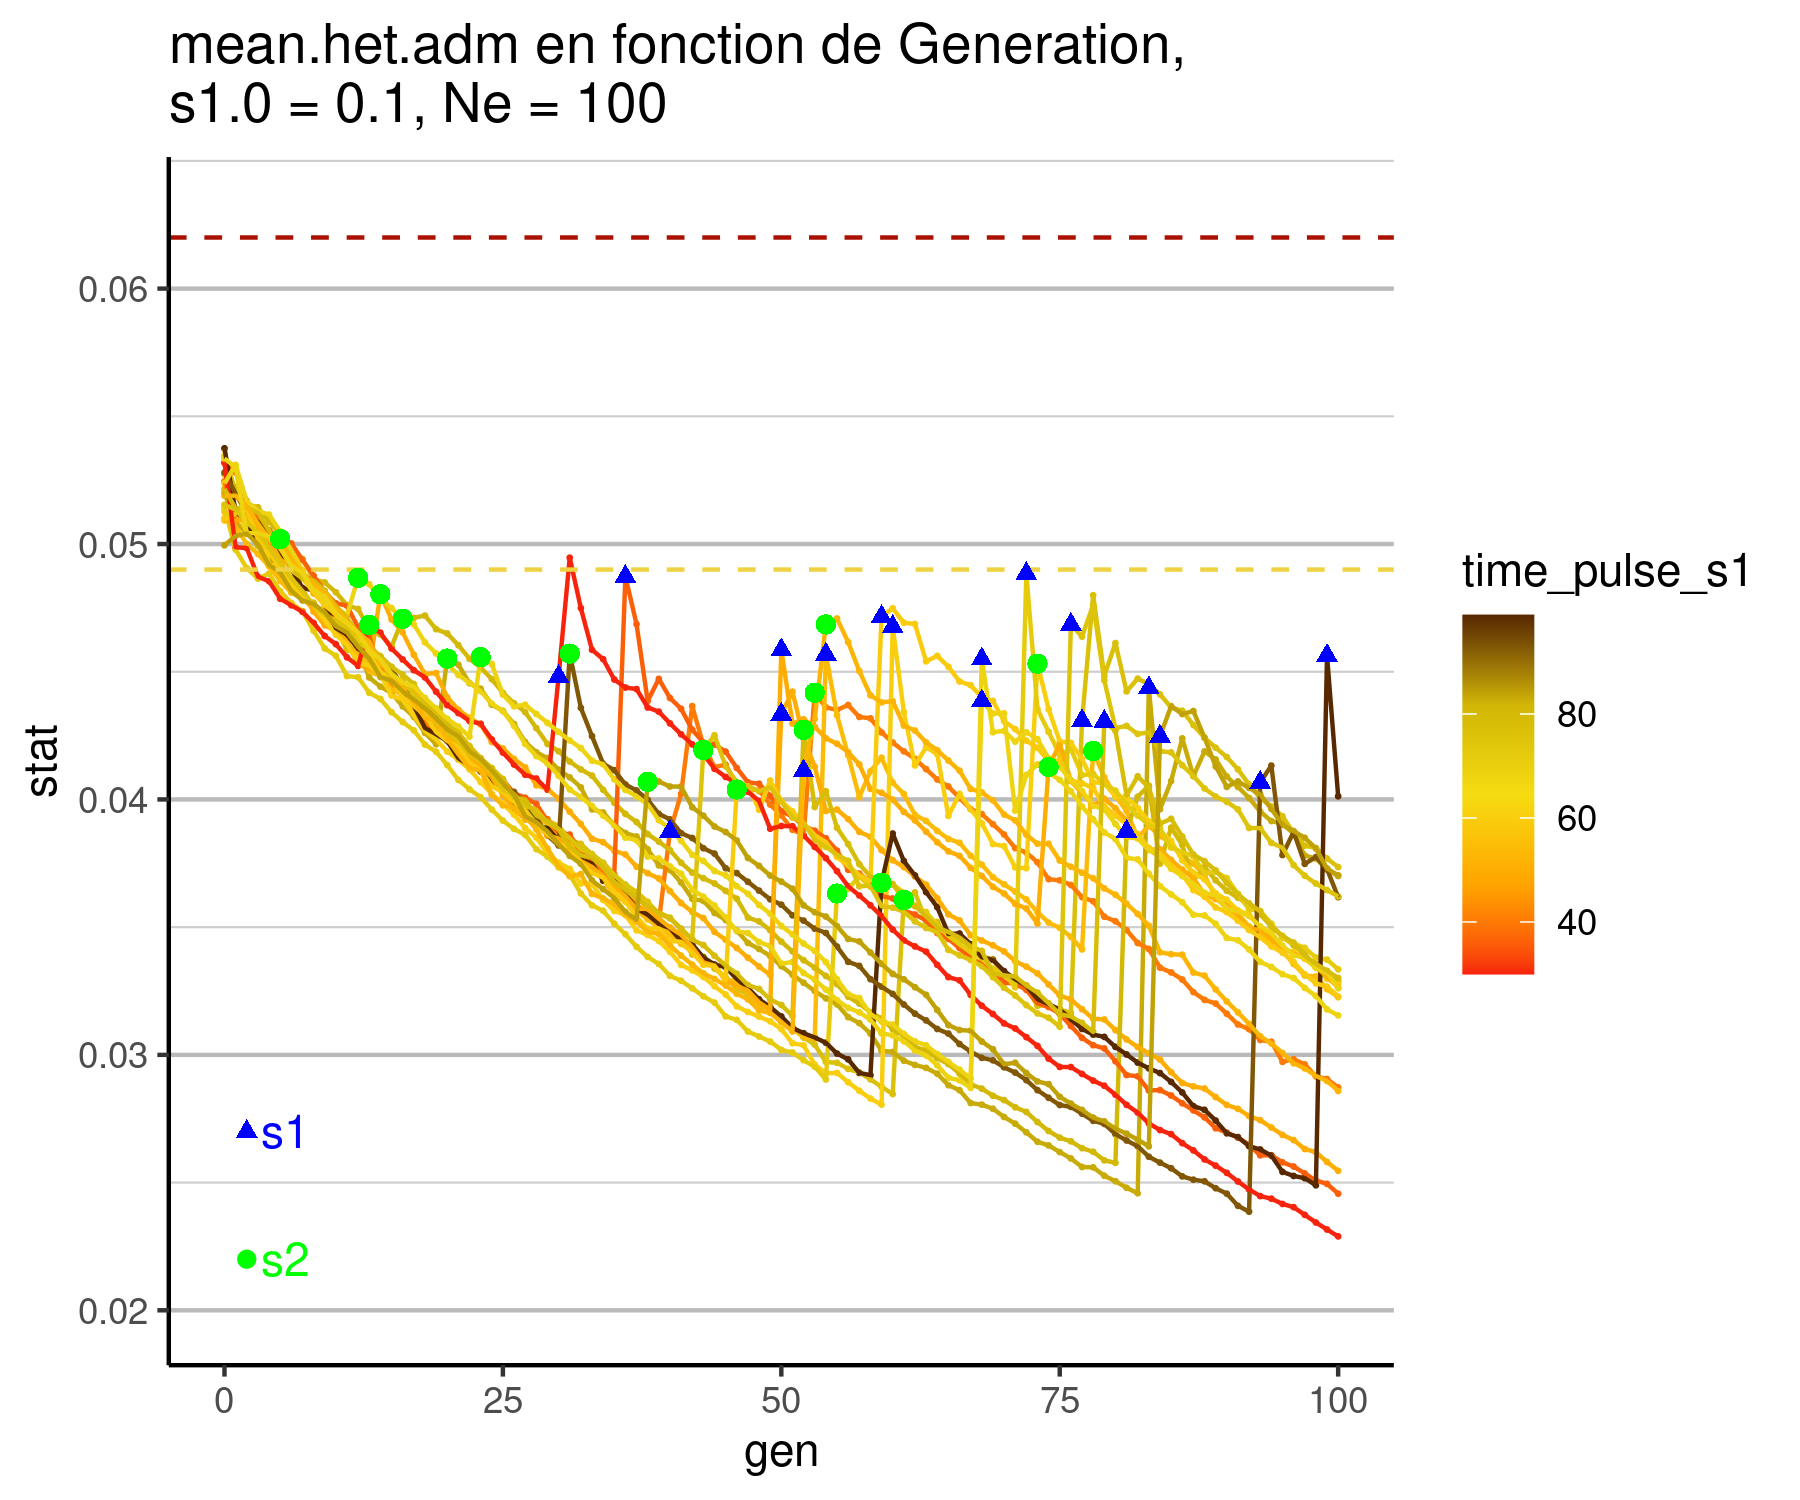 mean.het.adm en fonction de Generation,
s1.0 = 0.1, Ne = 100
stat
0.06
0.05
0.04
0.03
0.02
s1
s2
0 25 50 75 100
gen
time_pulse_s1
80
60
40